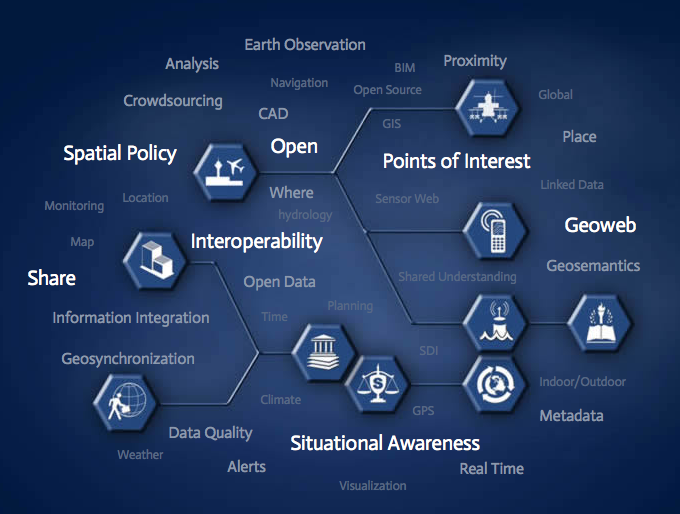 Earth Observation
Analysis
Proximity
BIM
Navigation
Open Source
Global
Crowdsourcing
CAD
GIS
Place
Open
Spatial Policy
Points of Interest
Linked Data
Where
Location
Sensor Web
Monitoring
hydrology
Geoweb
Map
Interoperability
Geosemantics
Share
Open Data
Shared Understanding
Planning
Information Integration
Time
SDI
Geosynchronization
Indoor/Outdoor
Climate
GPS
Metadata
Data Quality
Situational Awareness
Weather
Alerts
Real Time
Visualization
S